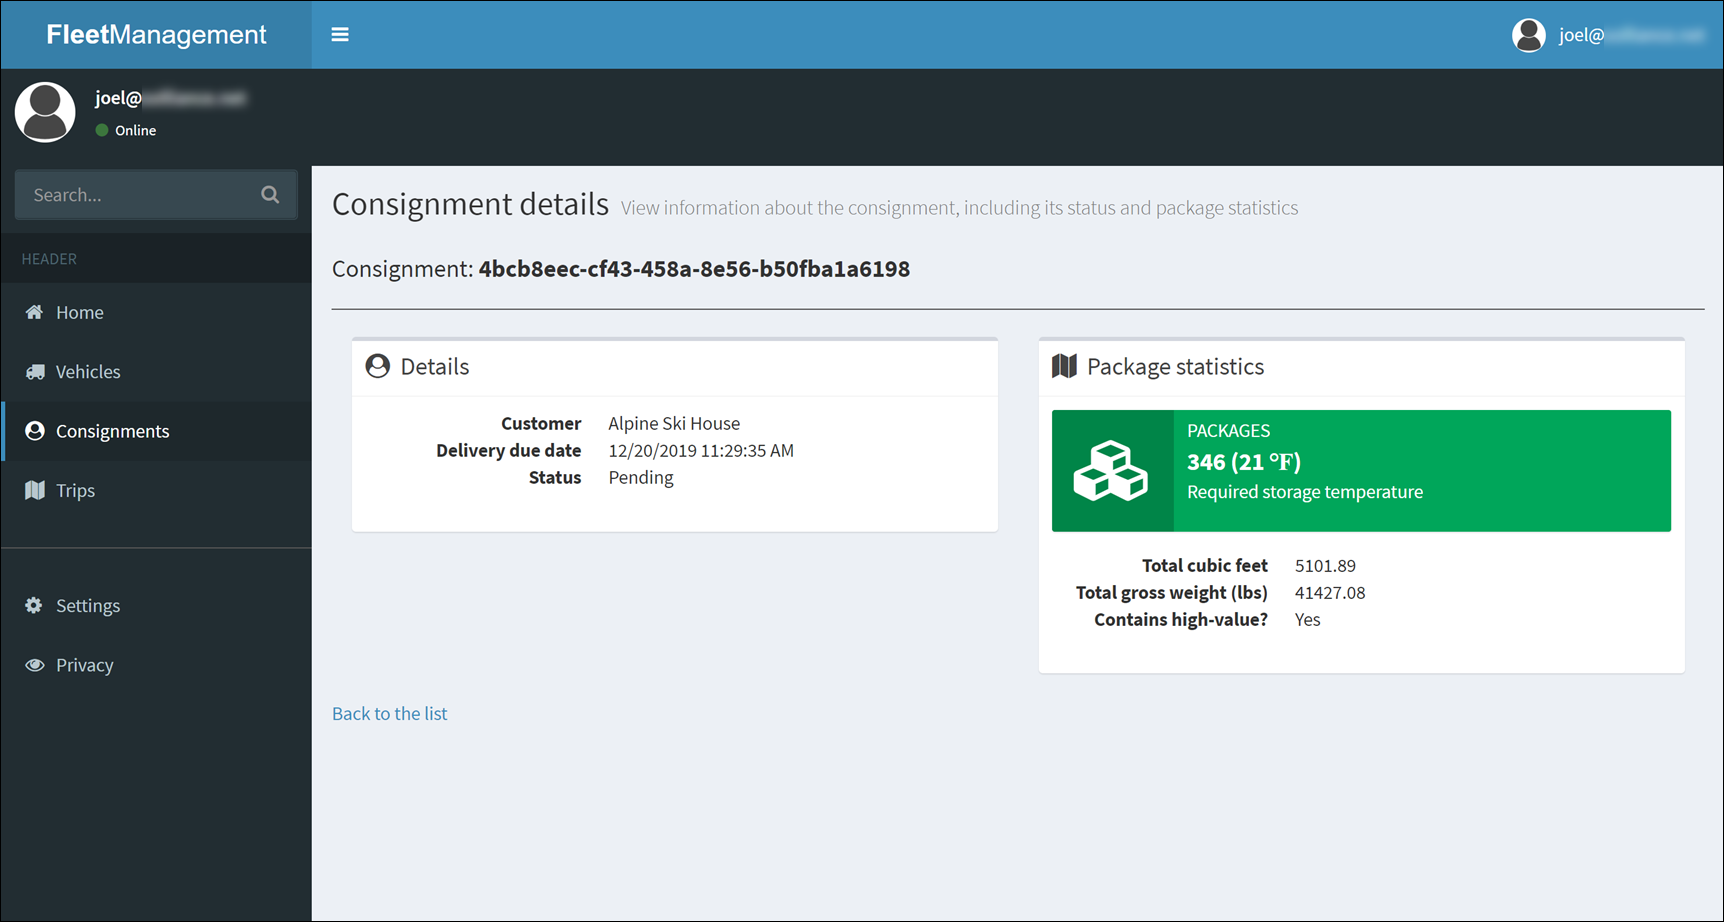 FleetManagement
joel@
joel@
Online
Search...
HEADER
Home
Vehicles
Consignments
Trips
Settings
Privacy
Consignment details View information about the consignment, including its status and package statistics
Consignment: 4bcb8eec-cf43-458a-8e56-b50fba1a6198
Details
Customer Alpine Ski House
Delivery due date 12/20/2019 11:29:35 AM
Status Pending
Package statistics
PACKAGES
346 (21 °F)
Required storage temperature
Total cubic feet 5101.89
Total gross weight (lbs) 41427.08
Contains high-value? Yes
Back to the list